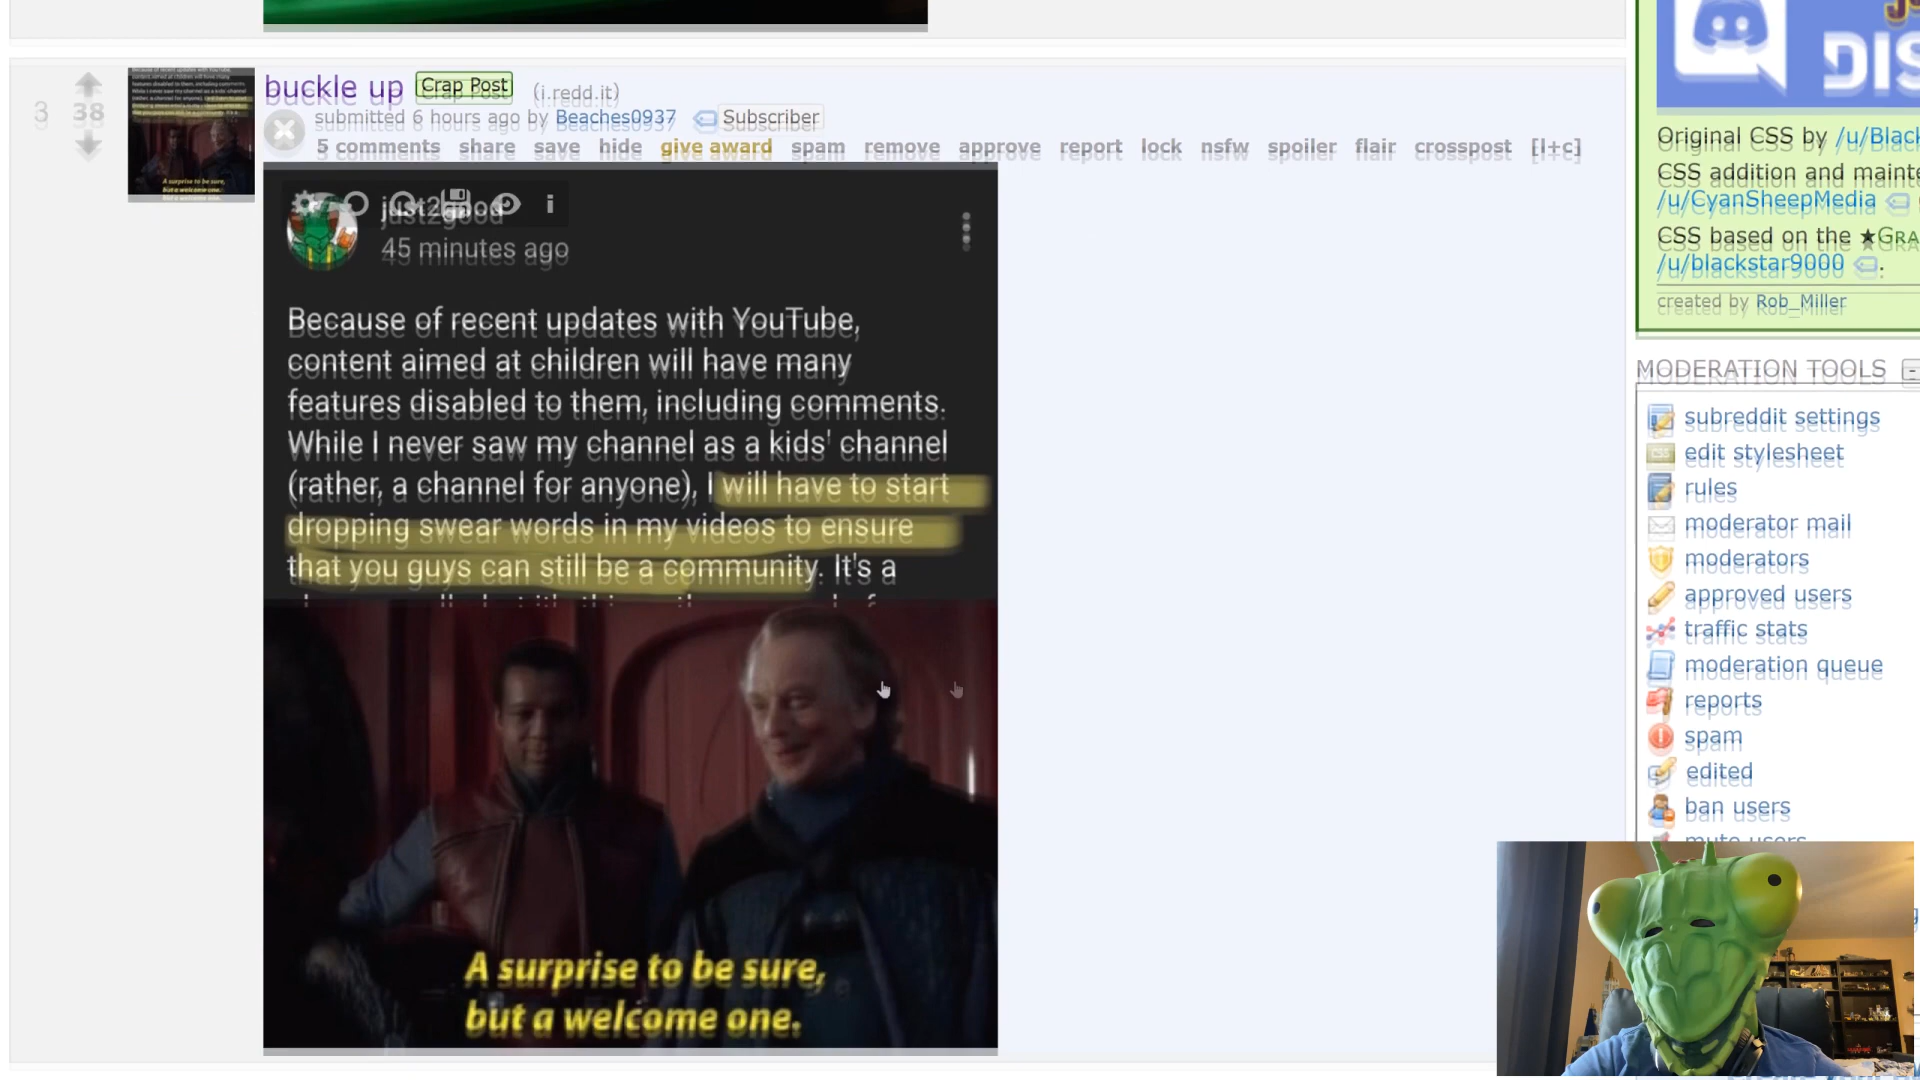 3
38
buckle up Crap Post (i.redd.it)
submitted 6 hours ago by Beaches0937 Subscriber
5 comments share save hide give award spam remove approve report lock nsfw spoiler flair crosspost [l+c]
just2good
45 minutes ago
Because of recent updates with YouTube,
content aimed at children will have many
features disabled to them, including comments.
While I never saw my channel as a kids' channel
(rather, a channel for anyone), I will have to start
dropping swear words in my videos to ensure
that you guys can still be a community. It's a
A surprise to be sure,
but a welcome one.
DIS
Original CSS by /u/Black
CSS addition and mainte
/u/CyanSheepMedia
CSS based on the ★GRA
/u/blackstar9000.
created by Rob_Miller
MODERATION TOOLS
subreddit settings
edit stylesheet
rules
moderator mail
moderators
approved users
traffic stats
moderation queue
reports
spam
edited
ban users
mute users